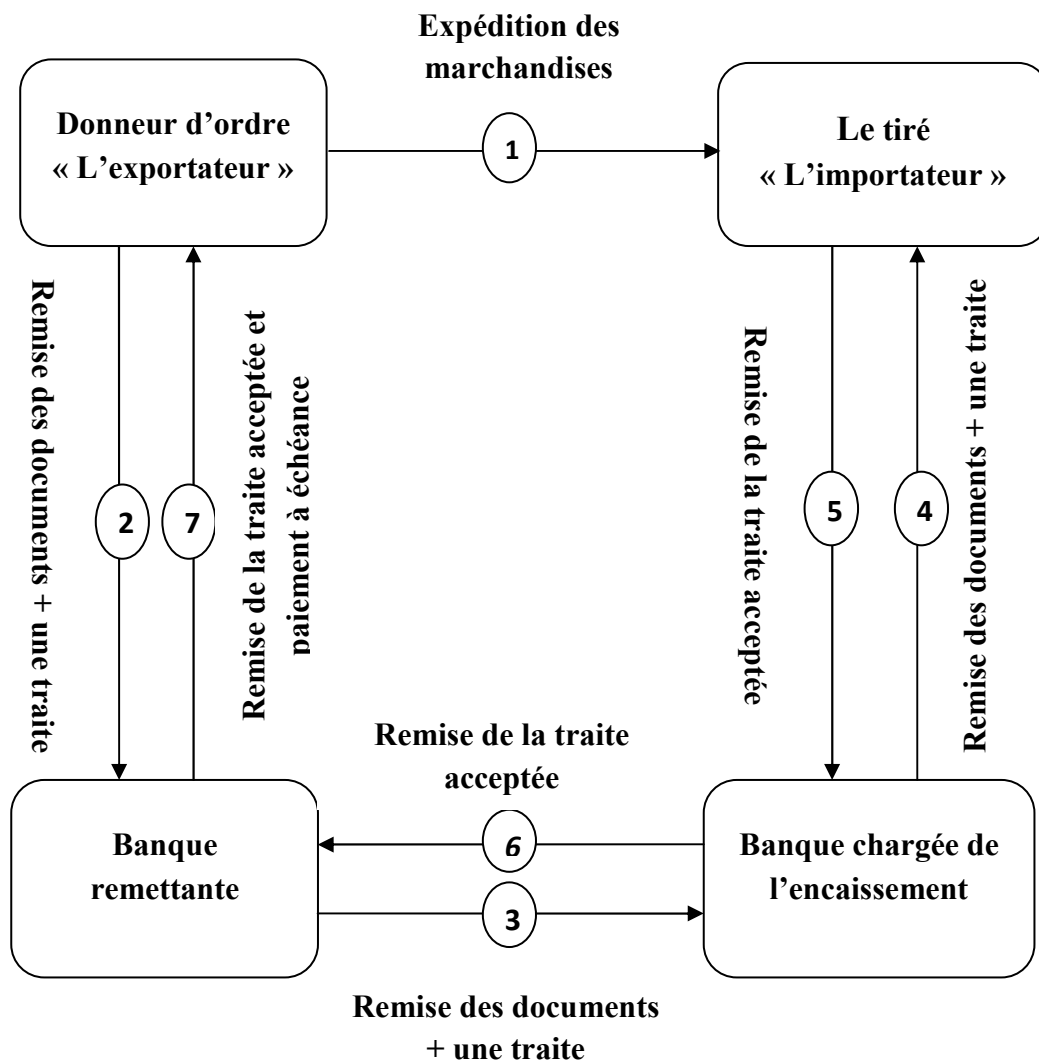 Expédition des
marchandises
Donneur d’ordre
« L’exportateur »
1
Le tiré
« L’importateur »
Remise des documents + une traite
2
7
Remise de la traite acceptée et
paiement à échéance
Remise de la traite acceptée
5
4
Remise des documents + une traite
Remise de la traite
acceptée
Banque
remettante
6
3
Banque chargée de
l’encaissement
Remise des documents
+ une traite